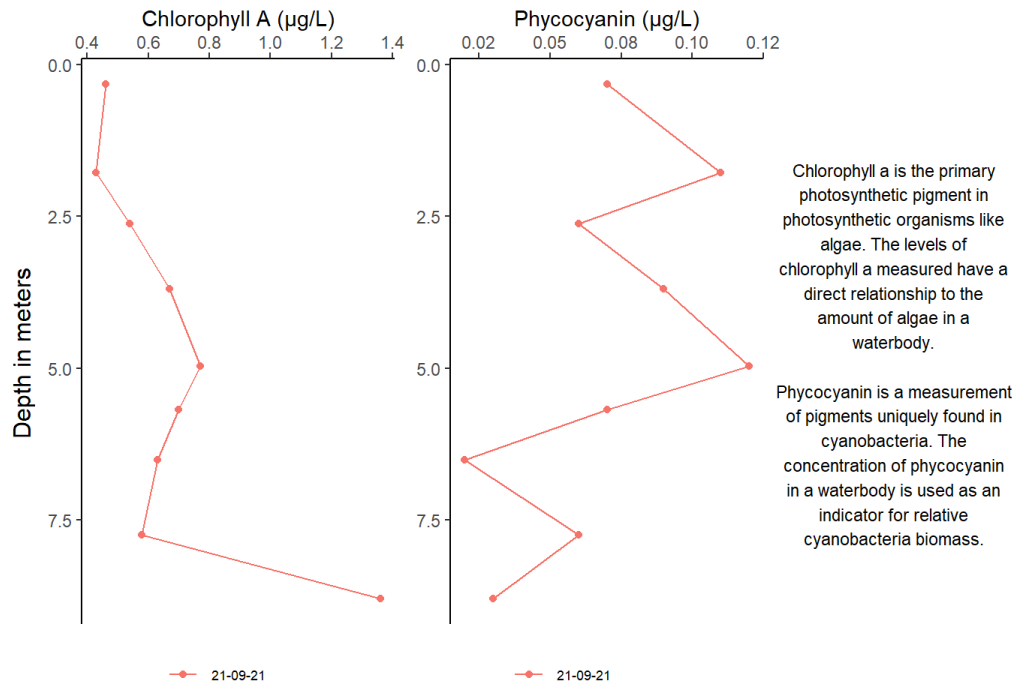 Chlorophyll A (µg/L)
0.4 0.6 0.8 1.0 1.2 1.4
Phycocyanin (µg/L)
0.02 0.05 0.08 0.10 0.12
Depth in meters
0.0
2.5
5.0
7.5
0.0
2.5
5.0
7.5
Chlorophyll a is the primary
photosynthetic pigment in
photosynthetic organisms like
algae. The levels of
chlorophyll a measured have a
direct relationship to the
amount of algae in a
waterbody.
Phycocyanin is a measurement
of pigments uniquely found in
cyanobacteria. The
concentration of phycocyanin
in a waterbody is used as an
indicator for relative
cyanobacteria biomass.
21-09-21
21-09-21